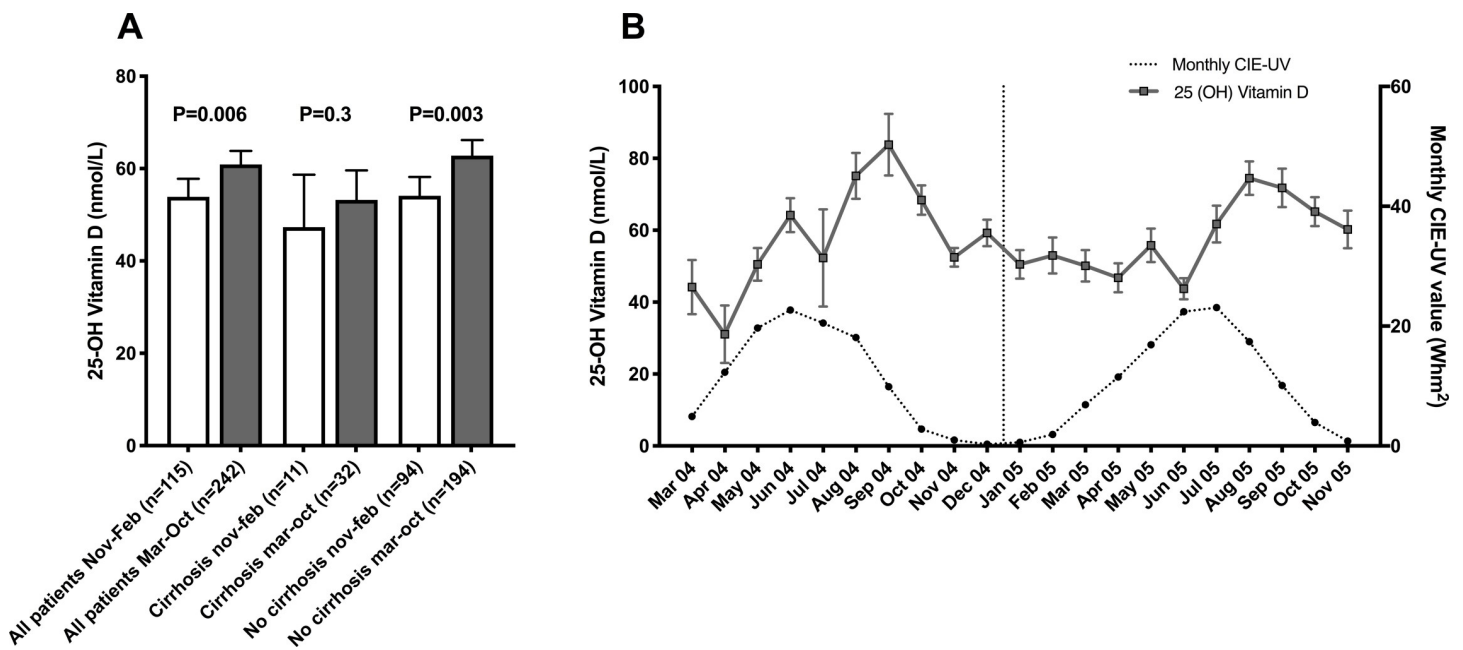 A
25-OH Vitamin D (nmol/L)
80
60
40
20
0
P=0.006
P=0.3
P=0.003
All patients Nov-Feb (n=115)
All patients Mar-Oct (n=242)
Cirrhosis nov-feb (n=11)
Cirrhosis mar-oct (n=32)
No cirrhosis nov-feb (n=94)
No cirrhosis mar-oct (n=194)
B
Monthly CIE-UV
25 (OH) Vitamin D
25-OH Vitamin D (nmol/L)
100
80
60
40
20
0
60
40
20
0
Monthly CIE-UV value (Whm²)
Mar 04
Apr 04
May 04
Jun 04
Jul 04
Aug 04
Sep 04
Oct 04
Nov 04
Dec 04
Jan 05
Feb 05
Mar 05
Apr 05
May 05
Jun 05
Jul 05
Aug 05
Sep 05
Oct 05
Nov 05